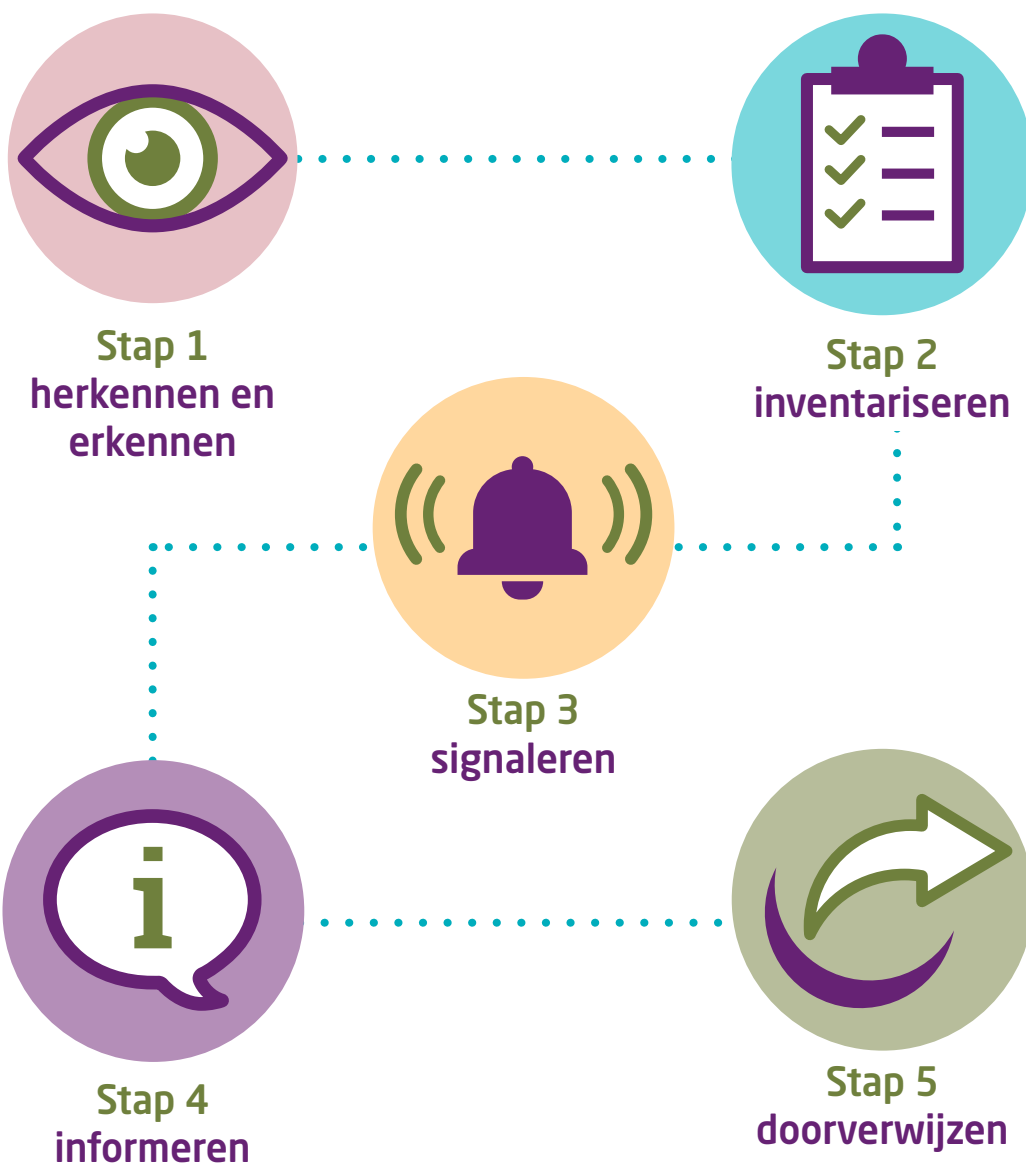 Stap 1
herkennen en
erkennen
Stap 2
inventariseren
Stap 3
signaleren
i
Stap 4
informeren
Stap 5
doorverwijzen